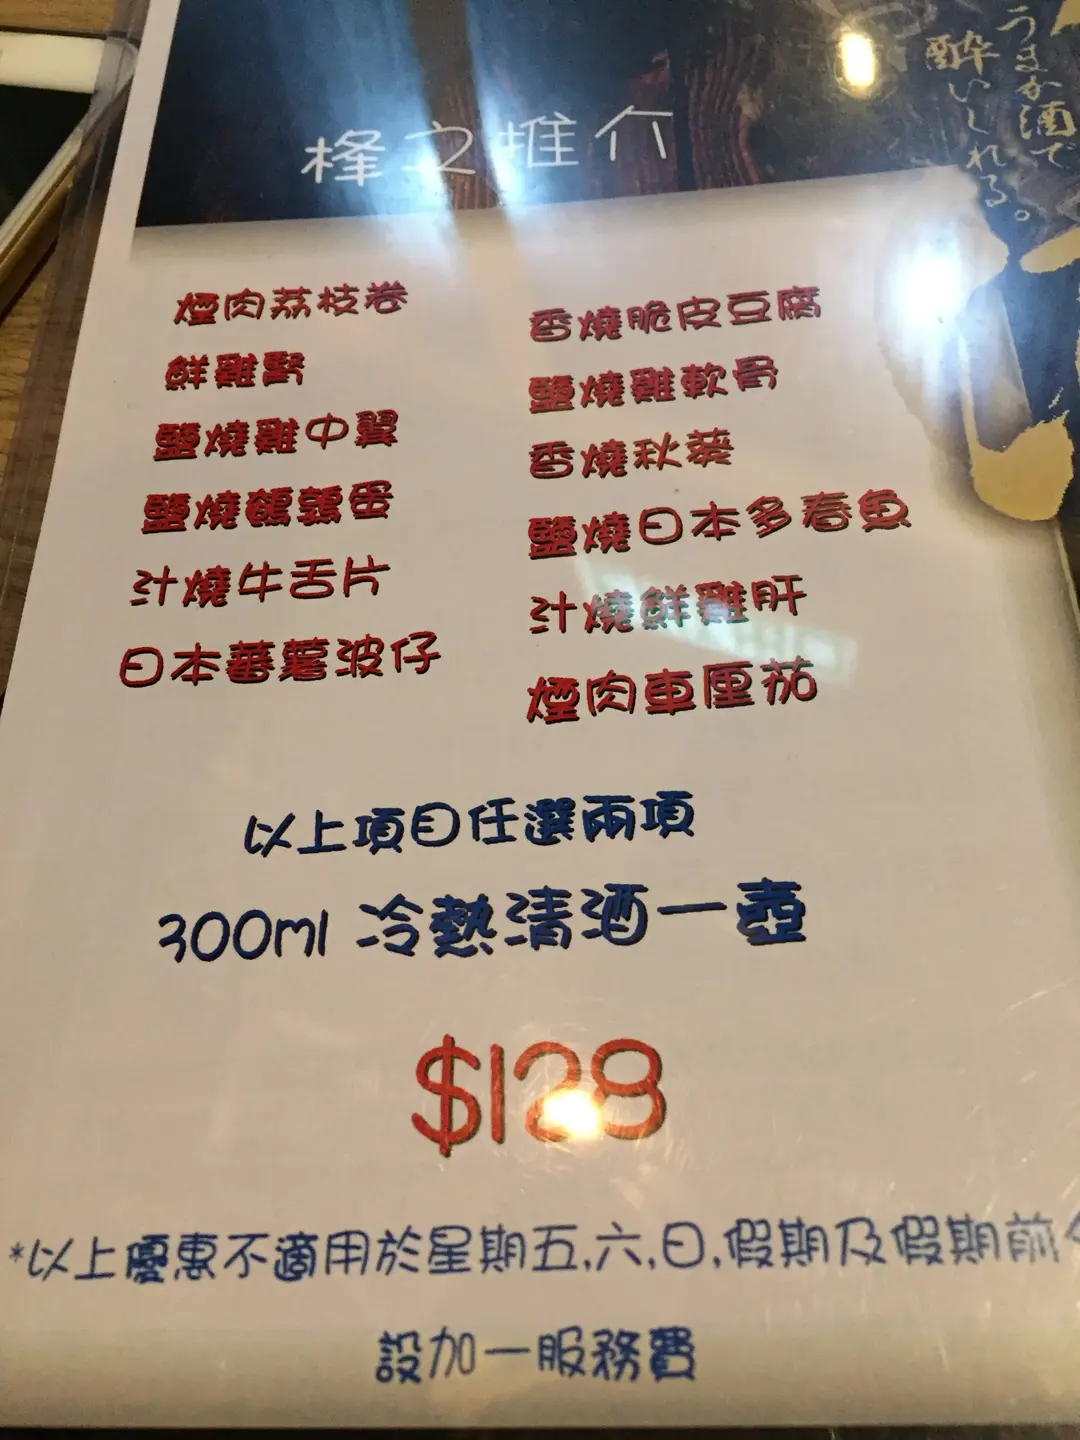 うまか酒で
酔いしれる。
橦之推介
煙肉荔枝卷
鮮雞腎
鹽燒雞中翼
鹽燒鵪鶉蛋
汁燒牛舌片
日本蕃薯波仔
香燒脆皮豆腐
鹽燒雞軟骨
香燒秋葵
鹽燒日本多春魚
汁燒鮮雞肝
煙肉車厘茄
以上項目任選兩項
300ml 冷熱清酒一壺
$128
*以上優惠不適用於星期五,六,日,假期及假期前
設加一服務費